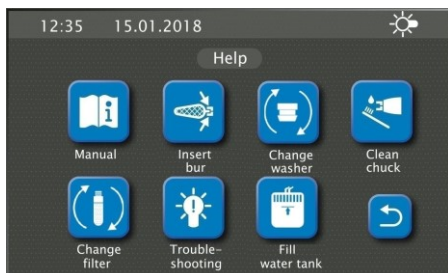 12:35 15.01.2018
Help
Manual
Insert
bur
Change
washer
Clean
chuck
Change
filter
Trouble-
shooting
Fill
water tank